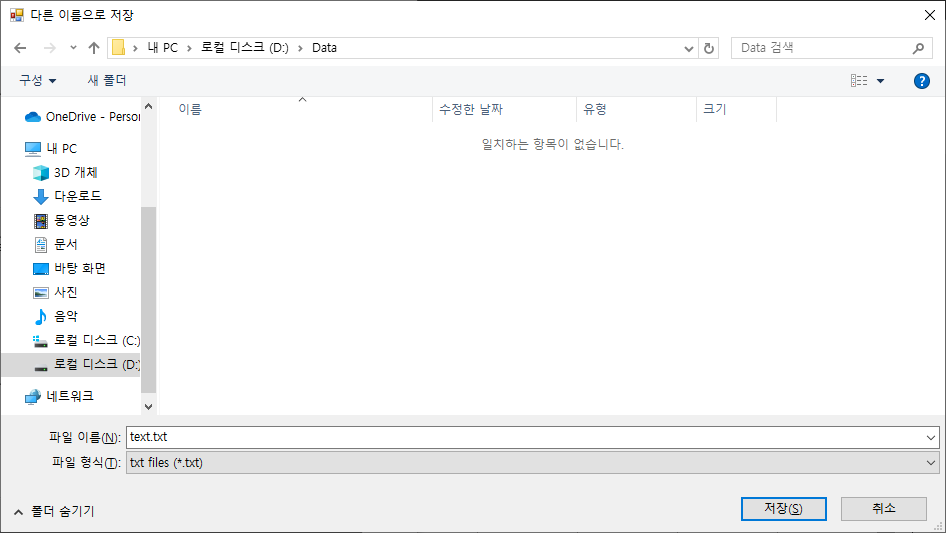 다른 이름으로 저장
내 PC > 로컬 디스크 (D:) > Data
Data 검색
구성
새 폴더
이름 수정한 날짜 유형 크기
일치하는 항목이 없습니다.
OneDrive - Person
내 PC
3D 개체
다운로드
동영상
문서
바탕 화면
사진
음악
로컬 디스크 (C:)
로컬 디스크 (D:)
네트워크
파일 이름(N): text.txt
파일 형식(T): txt files (*.txt)
폴더 숨기기
저장(S) 취소